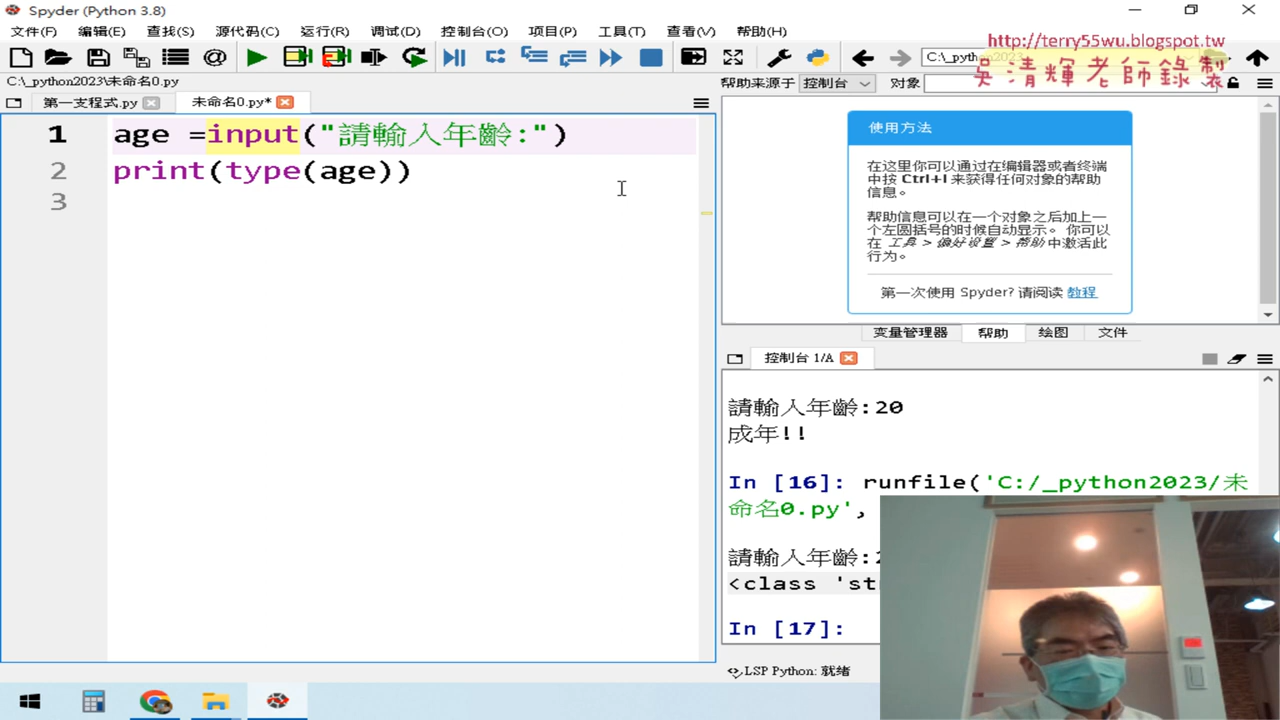 Spyder (Python 3.8)
文件(F) 编辑(E) 查找(S) 源代码(C) 运行(R) 调试(D) 控制台(O) 项目(P) 工具(T) 查看(V) 帮助(H)
http://terry55wu.blogspot.tw
吳清輝老師錄製
C:\_python2023\未命名0.py
帮助来源于 控制台 对象
第一支程式.py 未命名0.py*
1 age =input("請輸入年齡:")
2 print(type(age))
3
使用方法
在这里你可以通过在编辑器或者终端
中按 Ctrl+I 来获得任何对象的帮助
信息。
帮助信息可以在一个对象之后加上一
个左圆括号的时候自动显示。 你可以
在 工具 > 偏好设置 > 帮助 中激活此
行为。
第一次使用 Spyder? 请阅读 教程
变量管理器 帮助 绘图 文件
控制台 1/A
請輸入年齡:20
成年!!
In [16]: runfile('C:/_python2023/未
命名0.py',
請輸入年齡:
<class 'st
In [17]:
LSP Python: 就绪